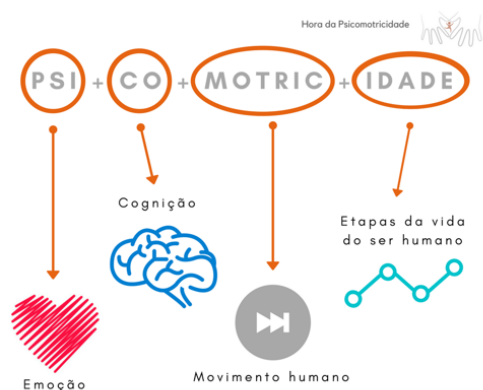 Hora da Psicomotricidade
PSI + CO + MOTRIC + IDADE
Cognição
Etapas da vida
do ser humano
Emoção
Movimento humano